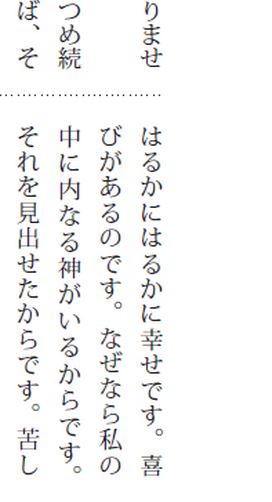 りませ
つめ続
ば、そ
はるかにはるかに幸せです。喜
びがあるのです。なぜなら私の
中に内なる神がいるからです。
それを見出せたからです。苦し